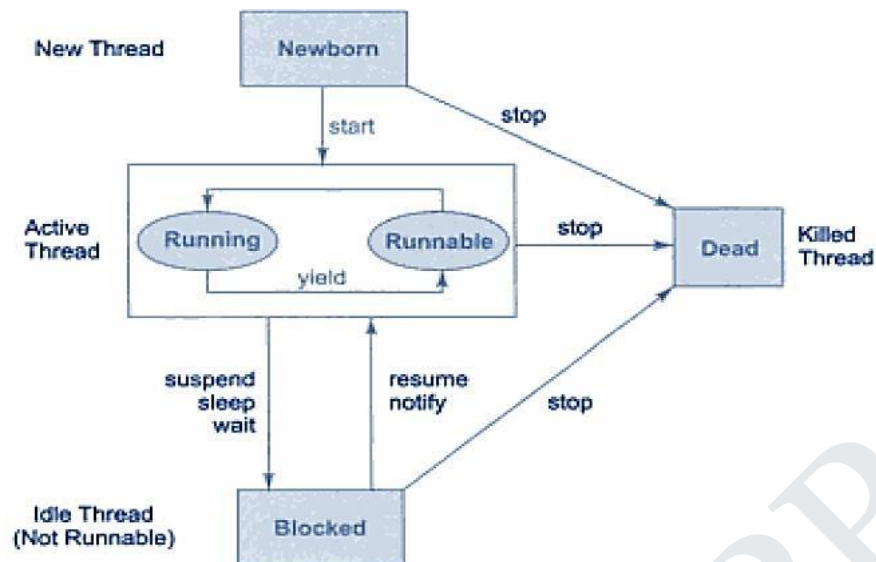 New Thread
Newborn
start
stop
Active
Thread
Running
Runnable
yield
stop
Dead
Killed
Thread
suspend
sleep
wait
resume
notify
stop
Idle Thread
(Not Runnable)
Blocked